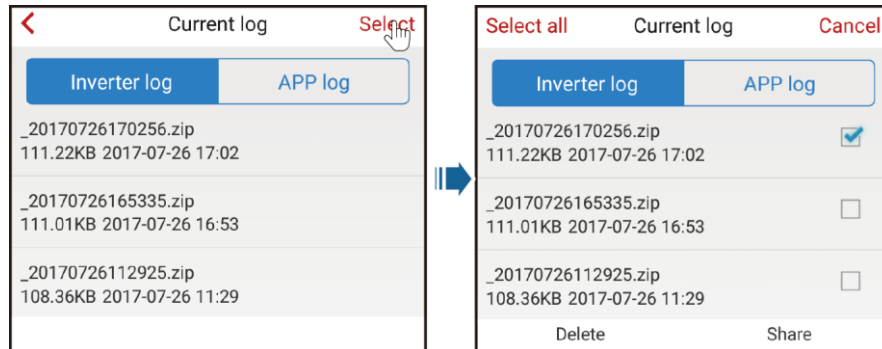 Current log
Select
Inverter log
APP log
_20170726170256.zip
111.22KB 2017-07-26 17:02
_20170726165335.zip
111.01KB 2017-07-26 16:53
_20170726112925.zip
108.36KB 2017-07-26 11:29
Select all
Current log
Cancel
Inverter log
APP log
_20170726170256.zip
111.22KB 2017-07-26 17:02
_20170726165335.zip
111.01KB 2017-07-26 16:53
_20170726112925.zip
108.36KB 2017-07-26 11:29
Delete
Share